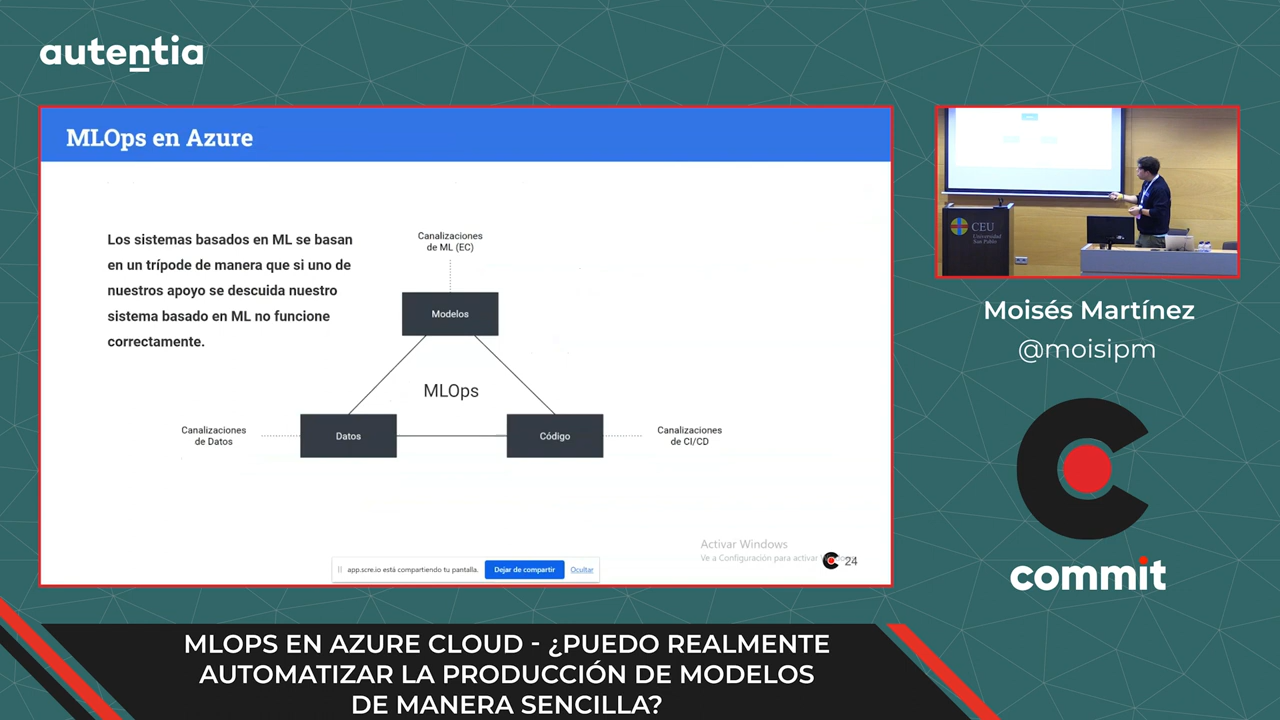 autentia
MLOps en Azure
Los sistemas basados en ML se basan
en un trípode de manera que si uno de
nuestros apoyo se descuida nuestro
sistema basado en ML no funcione
correctamente.
Canalizaciones
de ML (EC)
Modelos
MLOps
Canalizaciones
de Datos
Datos
Código
Canalizaciones
de CI/CD
Activar Windows
Ve a Configuración para activar
24
app.scre.io está compartiendo tu pantalla.
Dejar de compartir
Ocultar
CEU
Universidad
San Pablo
Moisés Martínez
@moisipm
commit
MLOPS EN AZURE CLOUD - ¿PUEDO REALMENTE
AUTOMATIZAR LA PRODUCCIÓN DE MODELOS
DE MANERA SENCILLA?